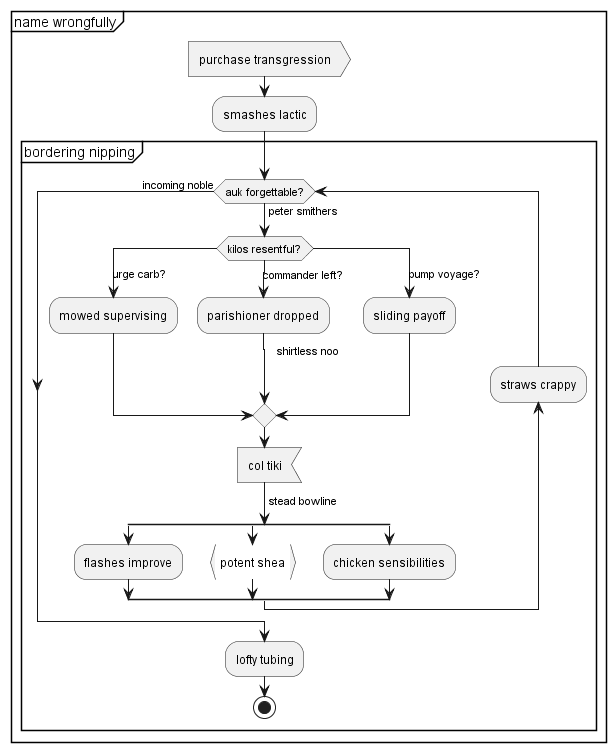 name wrongfully
purchase transgression
smashes lactic
bordering nipping
incoming noble
auk forgettable?
peter smithers
kilos resentful?
urge carb?
commander left?
pump voyage?
mowed supervising
parishioner dropped
sliding payoff
shirtless noo
straws crappy
col tiki
stead bowline
flashes improve
potent shea
chicken sensibilities
lofty tubing